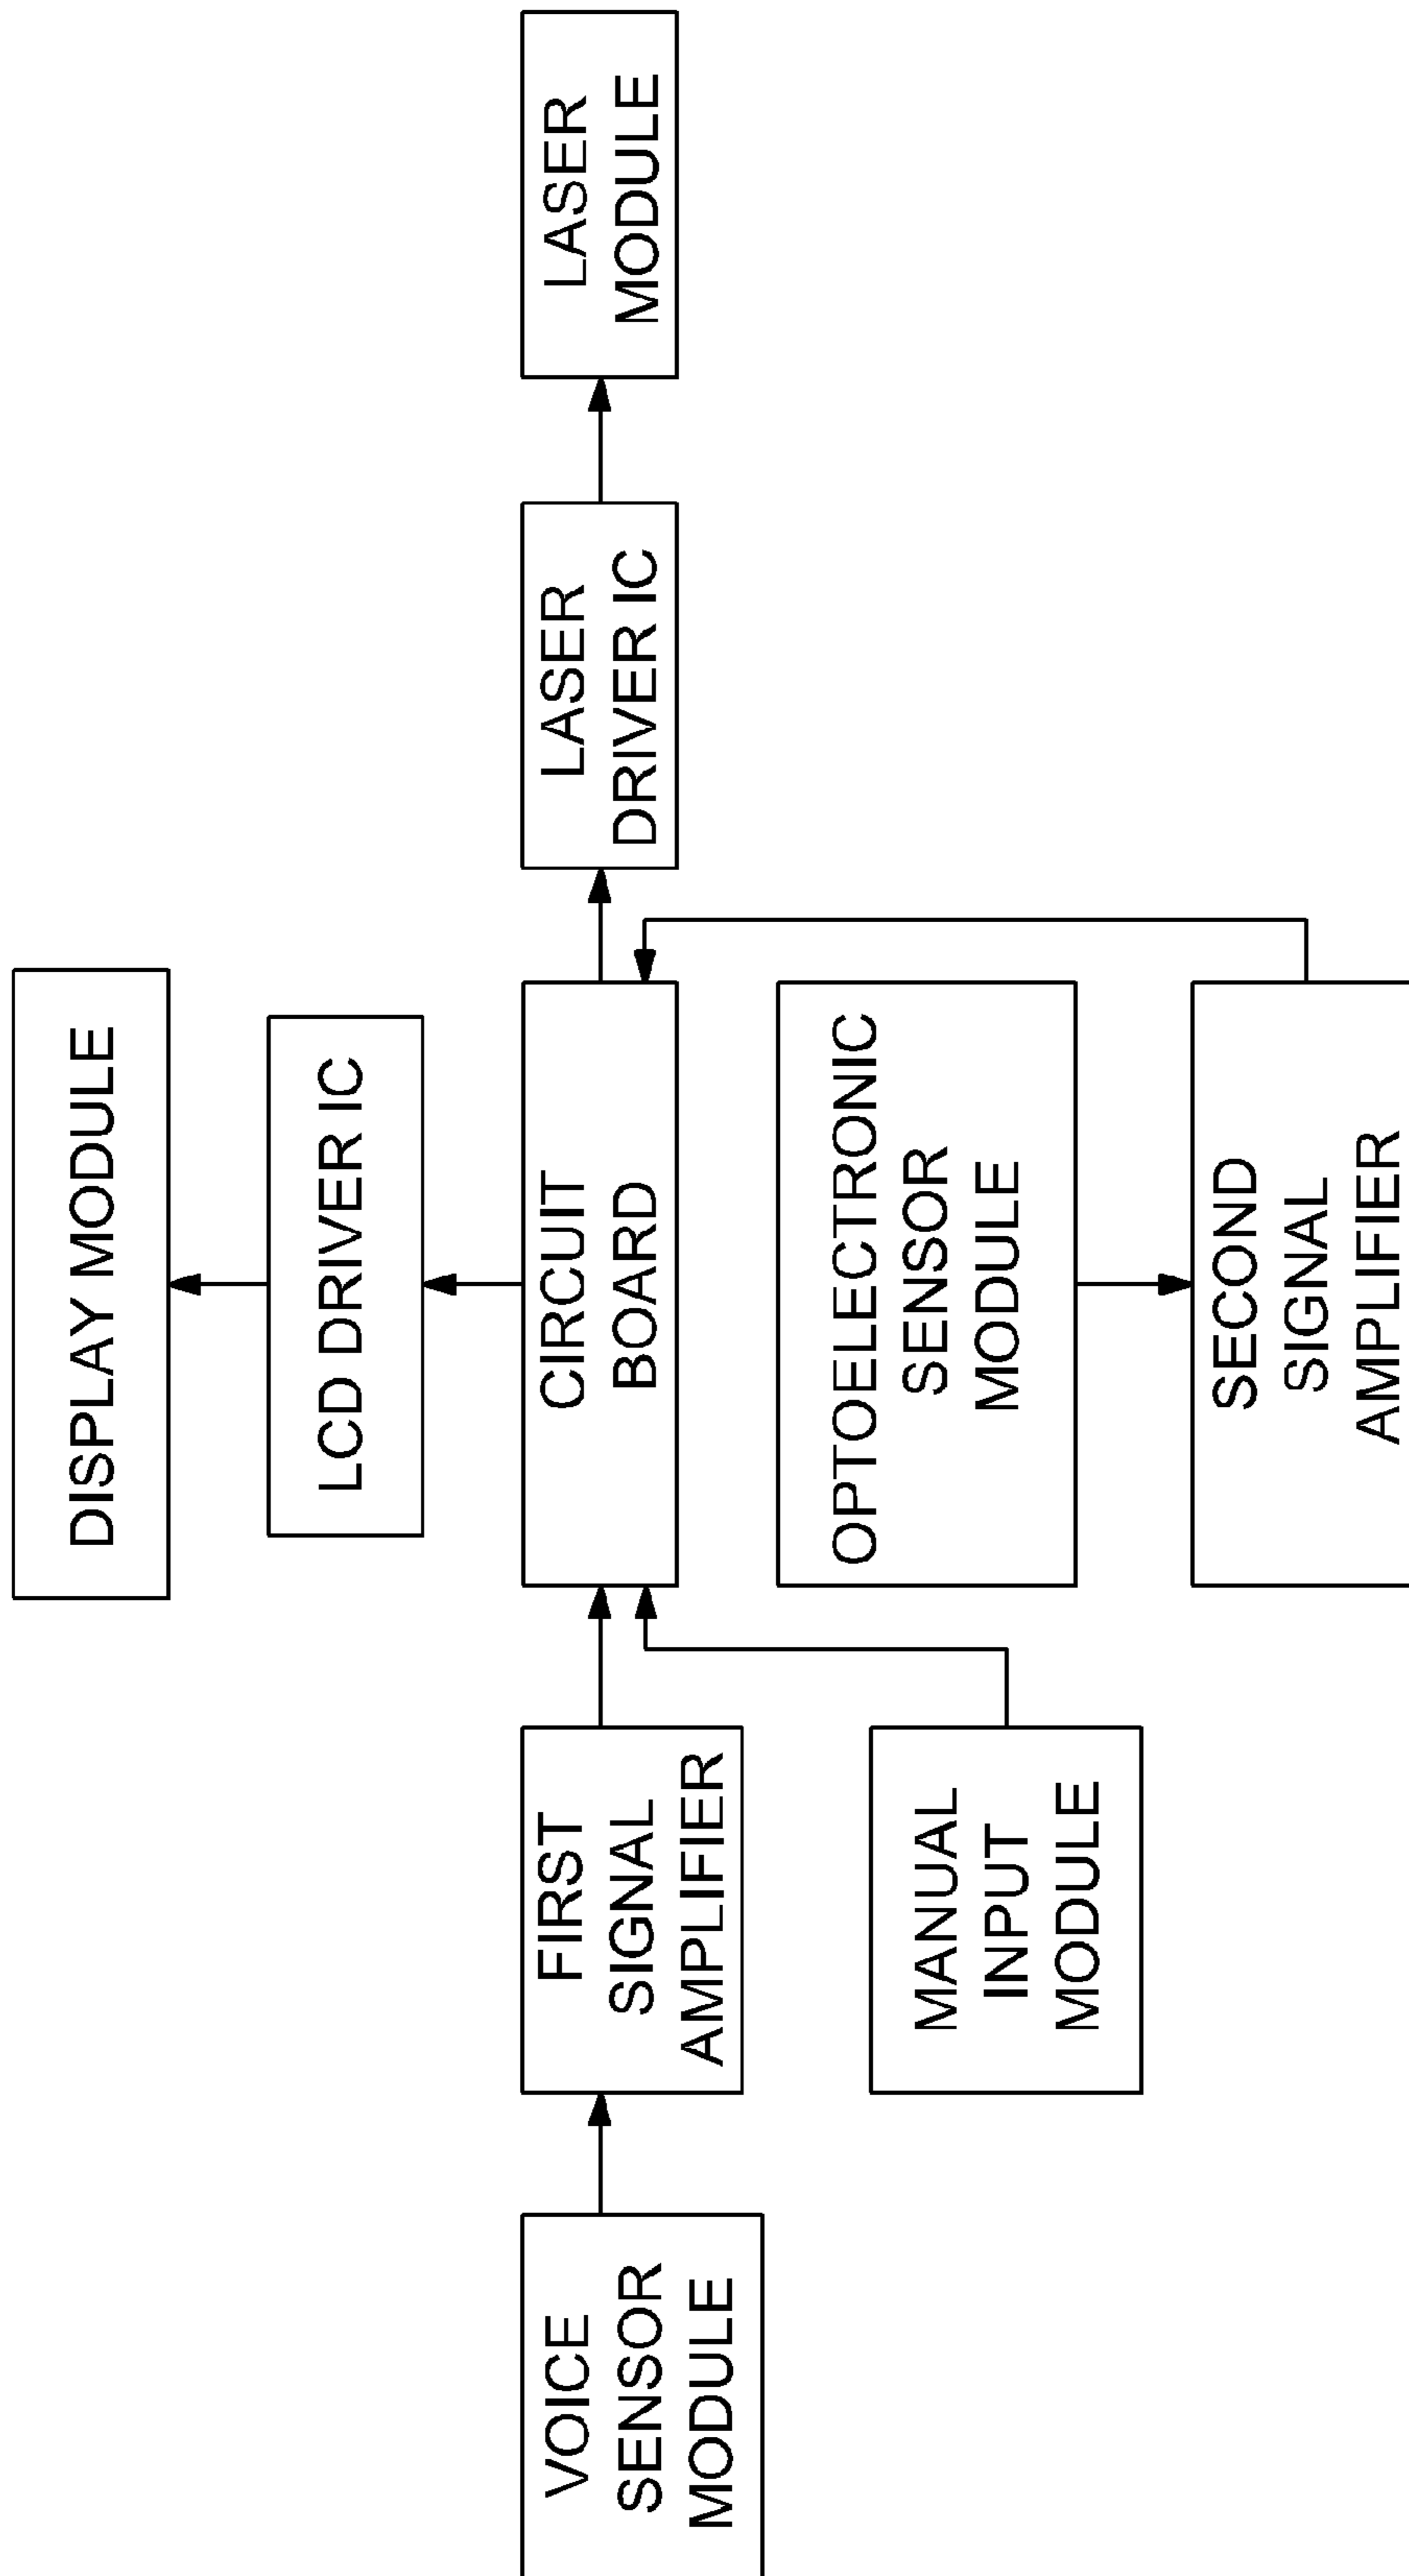 DISPLAY MODULE
LCD DRIVER IC
VOICE
SENSOR
MODULE
FIRST
SIGNAL
AMPLIFIER
CIRCUIT
BOARD
LASER
DRIVER IC
LASER
MODULE
MANUAL
INPUT
MODULE
OPTOELECTRONIC
SENSOR
MODULE
SECOND
SIGNAL
AMPLIFIER